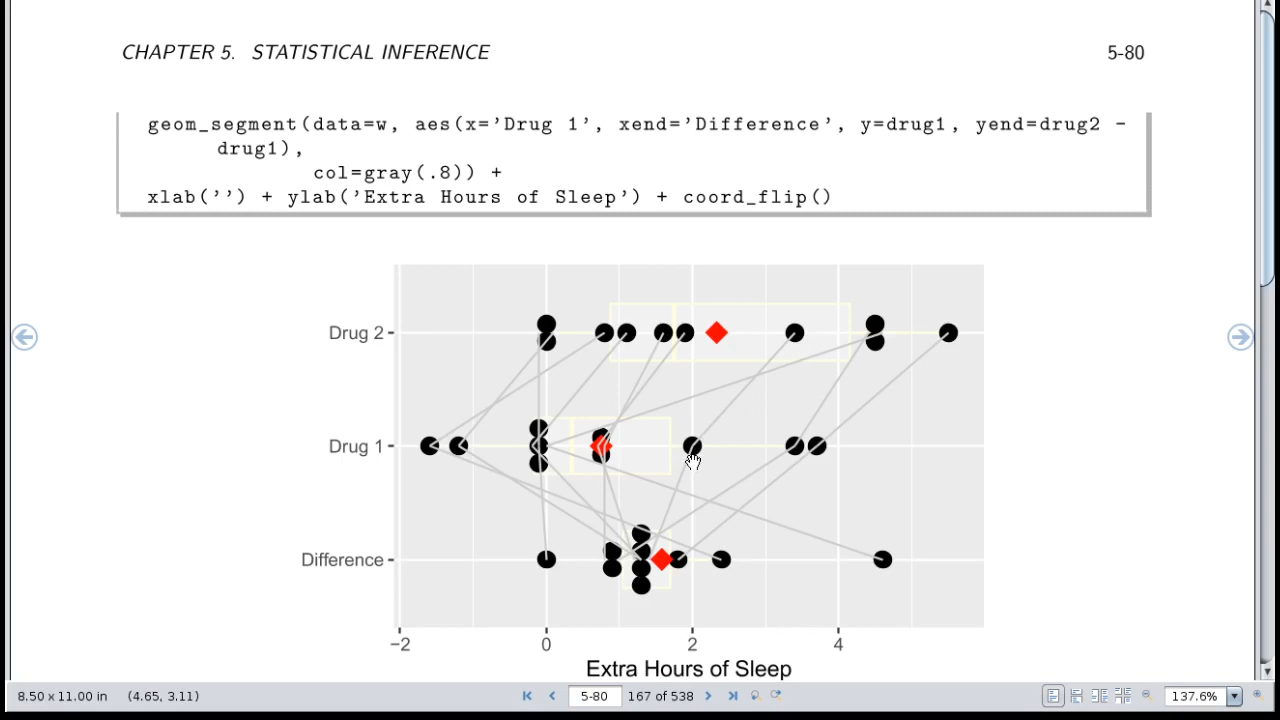 CHAPTER 5. STATISTICAL INFERENCE 5-80
geom_segment(data=w, aes(x='Drug 1', xend='Difference', y=drug1, yend=drug2 -
drug1),
col=gray(.8)) +
xlab('') + ylab('Extra Hours of Sleep') + coord_flip()
Drug 2
Drug 1
Difference
−2 0 2 4
Extra Hours of Sleep
8.50 x 11.00 in (4.65, 3.11) 5-80 167 of 538 137.6%